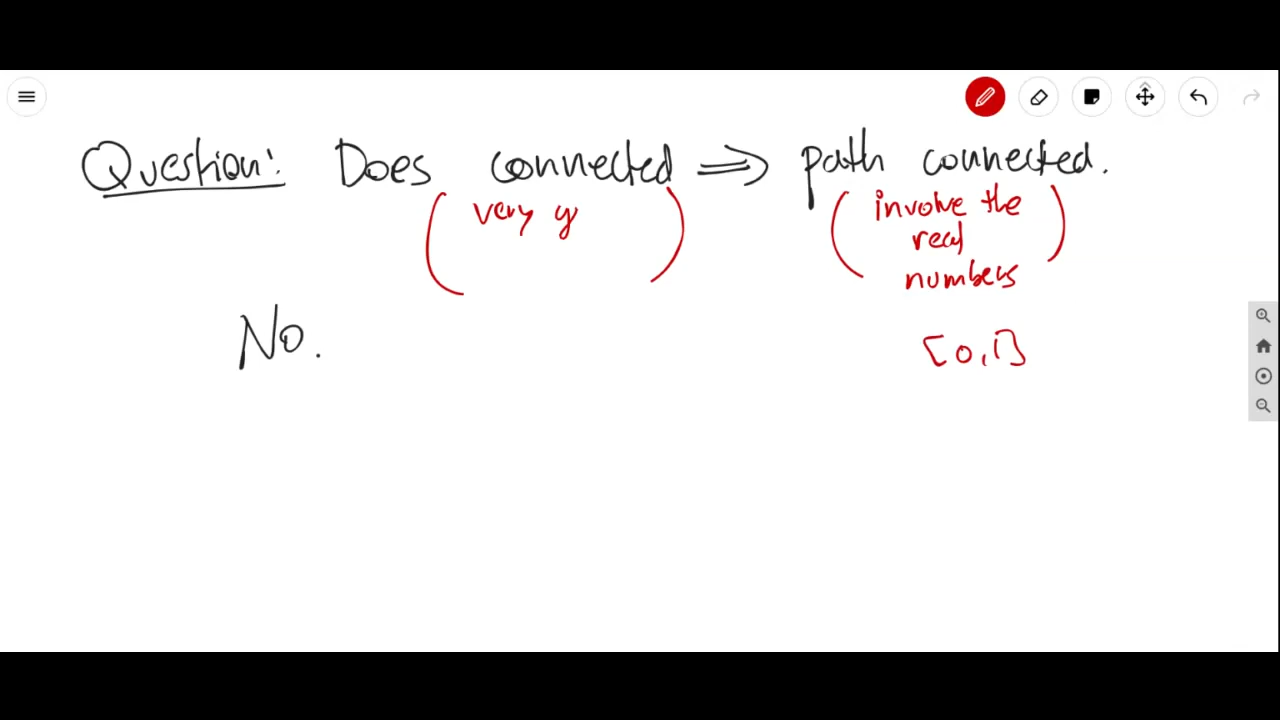 Question: Does connected ⟹ path connected.
(very g )
(involve the
real
numbers)
No.
[0,1]